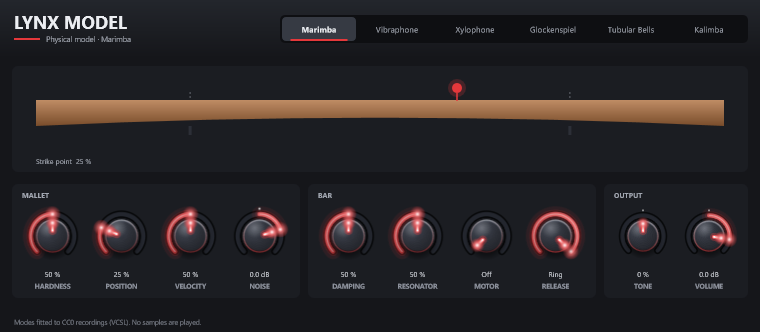 LYNX MODEL
Physical model · Marimba
Marimba Vibraphone Xylophone Glockenspiel Tubular Bells Kalimba
Strike point 25 %
MALLET BAR OUTPUT
50 % 25 % 50 % 0.0 dB 50 % 50 % Off Ring 0 % 0.0 dB
HARDNESS POSITION VELOCITY NOISE DAMPING RESONATOR MOTOR RELEASE TONE VOLUME
Modes fitted to CC0 recordings (VCSL). No samples are played.